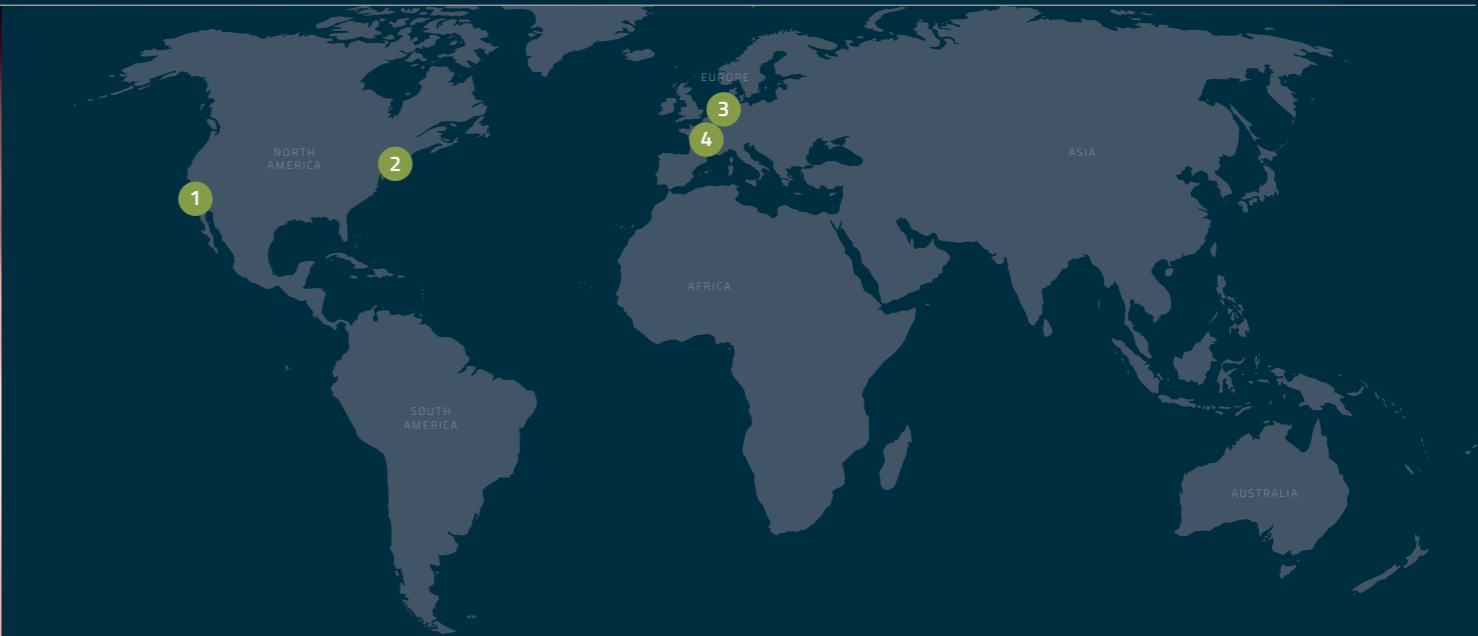 EUROPE
3
4
2
NORTH
AMERICA
ASIA
1
AFRICA
SOUTH
AMERICA
AUSTRALIA